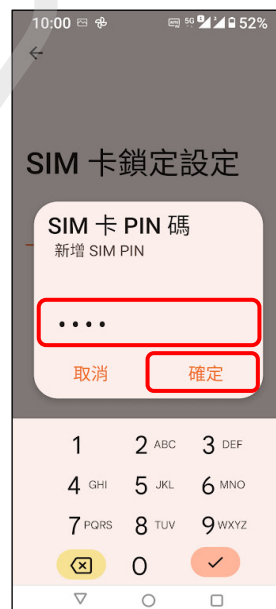 10:00 5G 52%
SIM 卡鎖定設定
SIM 卡 PIN 碼
新增 SIM PIN
••••
取消 確定
1 2 ABC 3 DEF
4 GHI 5 JKL 6 MNO
7 PQRS 8 TUV 9 WXYZ
0